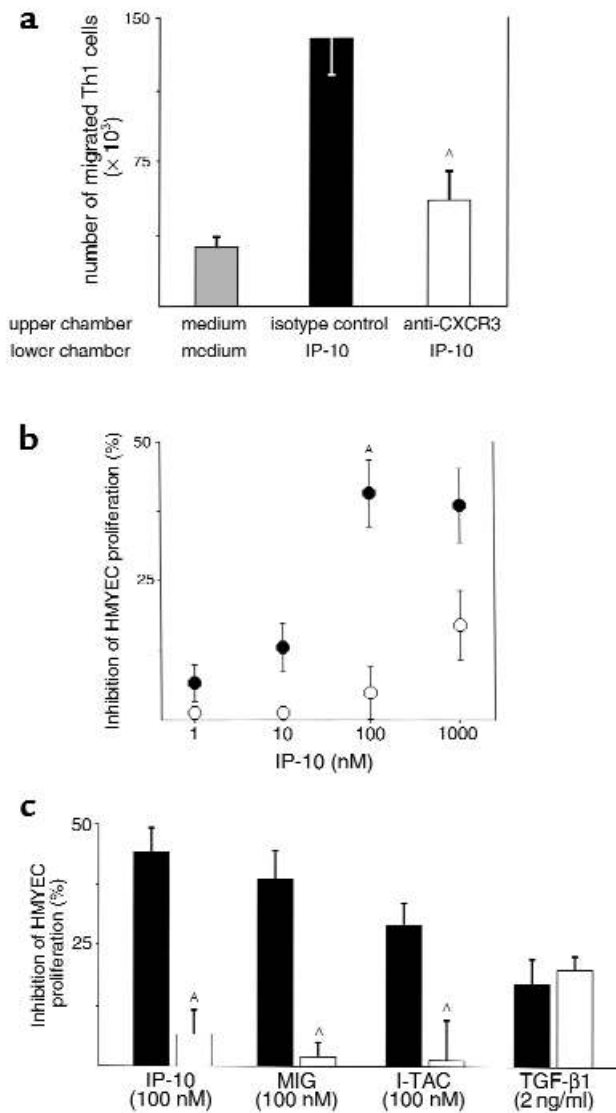 a
150
75
number of migrated Th1 cells
(× 10³)
^
upper chamber medium isotype control anti-CXCR3
lower chamber medium IP-10 IP-10
b
50
25
Inhibition of HMYEC proliferation (%)
^
1 10 100 1000
IP-10 (nM)
c
50
25
Inhibition of HMYEC
proliferation (%)
^ ^ ^
IP-10 MIG I-TAC TGF-β1
(100 nM) (100 nM) (100 nM) (2 ng/ml)